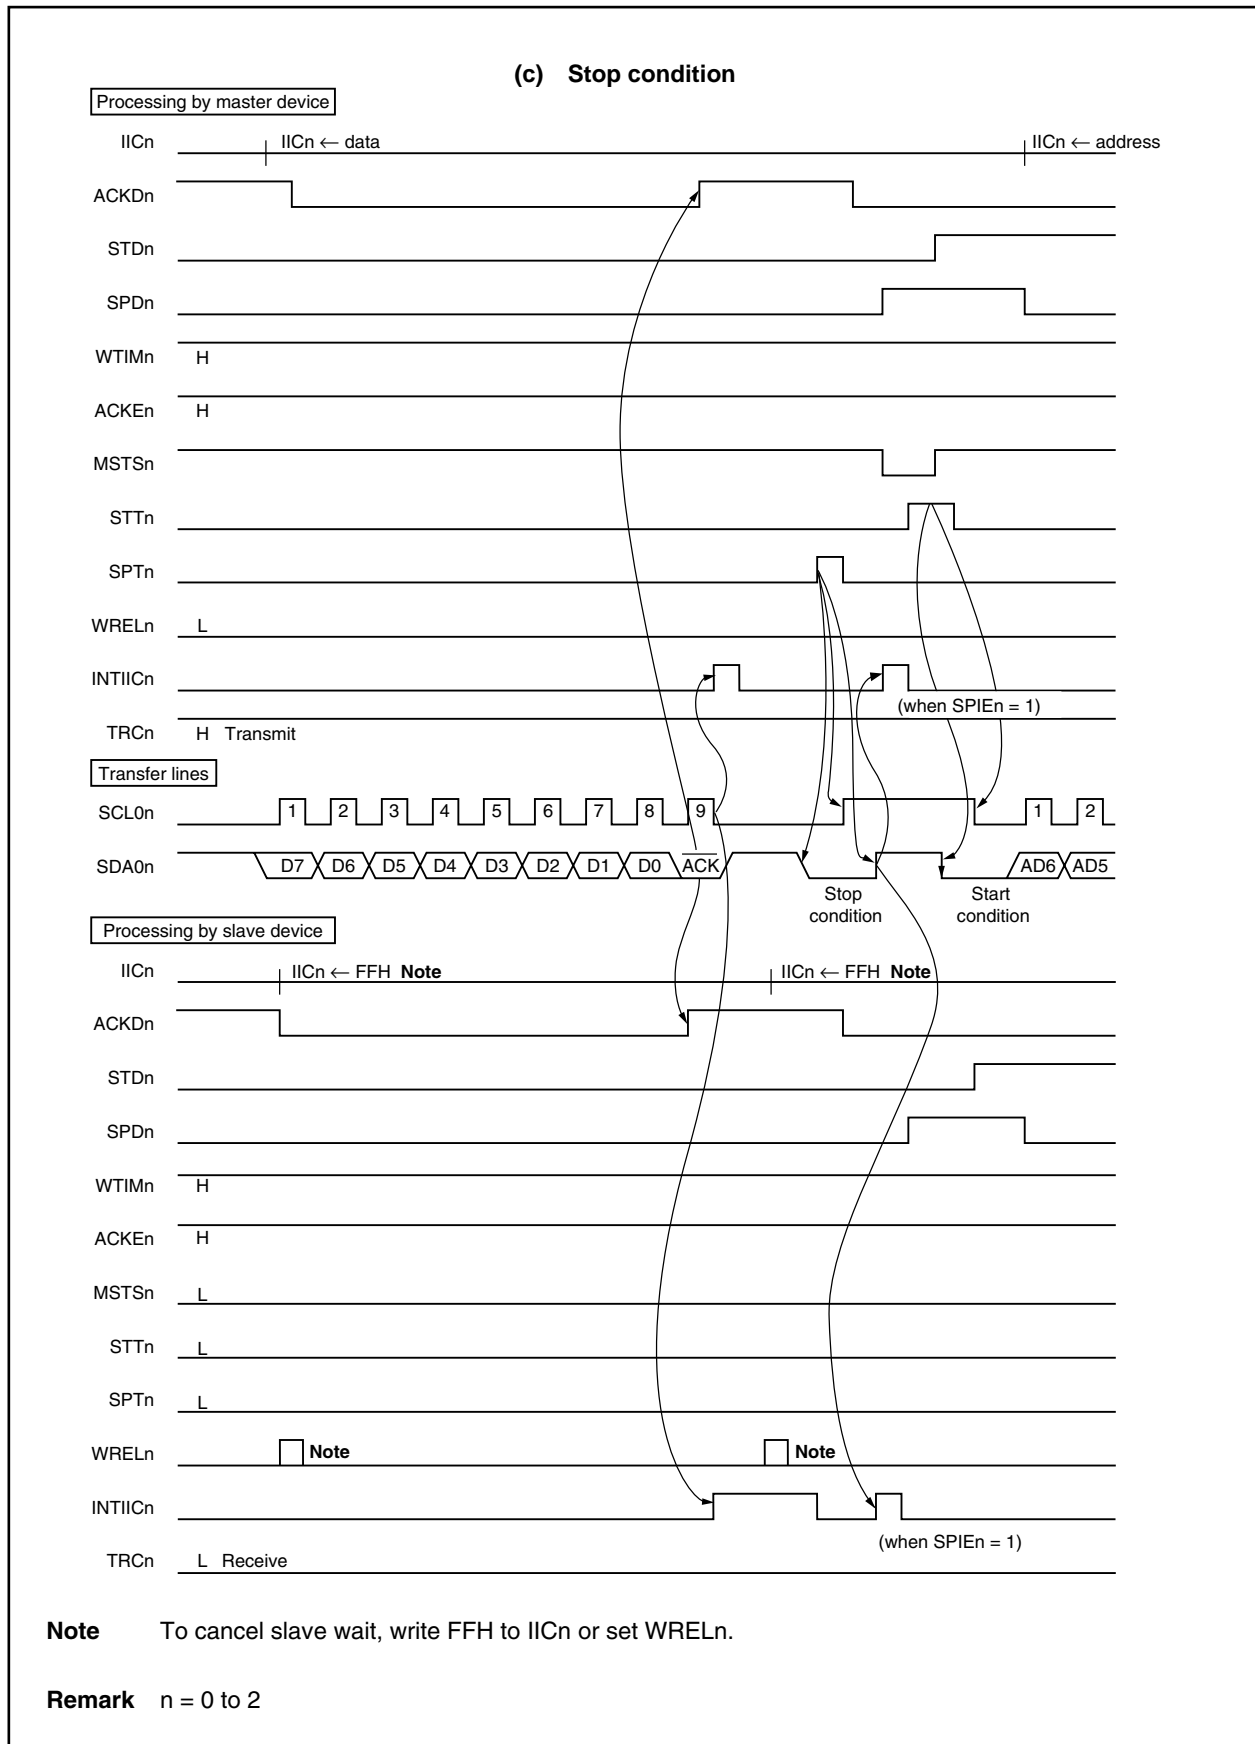 (c) Stop condition
Processing by master device
IICn IICn ← data IICn ← address
ACKDn
STDn
SPDn
WTIMn H
ACKEn H
MSTSn
STTn
SPTn
WRELn L
INTIICn
(when SPIEn = 1)
TRCn H Transmit
Transfer lines
SCL0n 1 2 3 4 5 6 7 8 9 1 2
SDA0n D7 D6 D5 D4 D3 D2 D1 D0 ACK AD6 AD5
Stop condition
Start condition
Processing by slave device
IICn IICn ← FFH Note IICn ← FFH Note
ACKDn
STDn
SPDn
WTIMn H
ACKEn H
MSTSn L
STTn L
SPTn L
WRELn Note Note
INTIICn
(when SPIEn = 1)
TRCn L Receive
Note To cancel slave wait, write FFH to IICn or set WRELn.
Remark n = 0 to 2